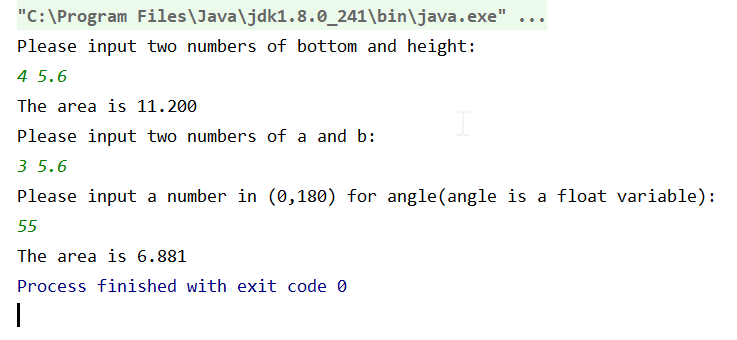 "C:\Program Files\Java\jdk1.8.0_241\bin\java.exe" ...
Please input two numbers of bottom and height:
4 5.6
The area is 11.200
Please input two numbers of a and b:
3 5.6
Please input a number in (0,180) for angle(angle is a float variable):
55
The area is 6.881
Process finished with exit code 0